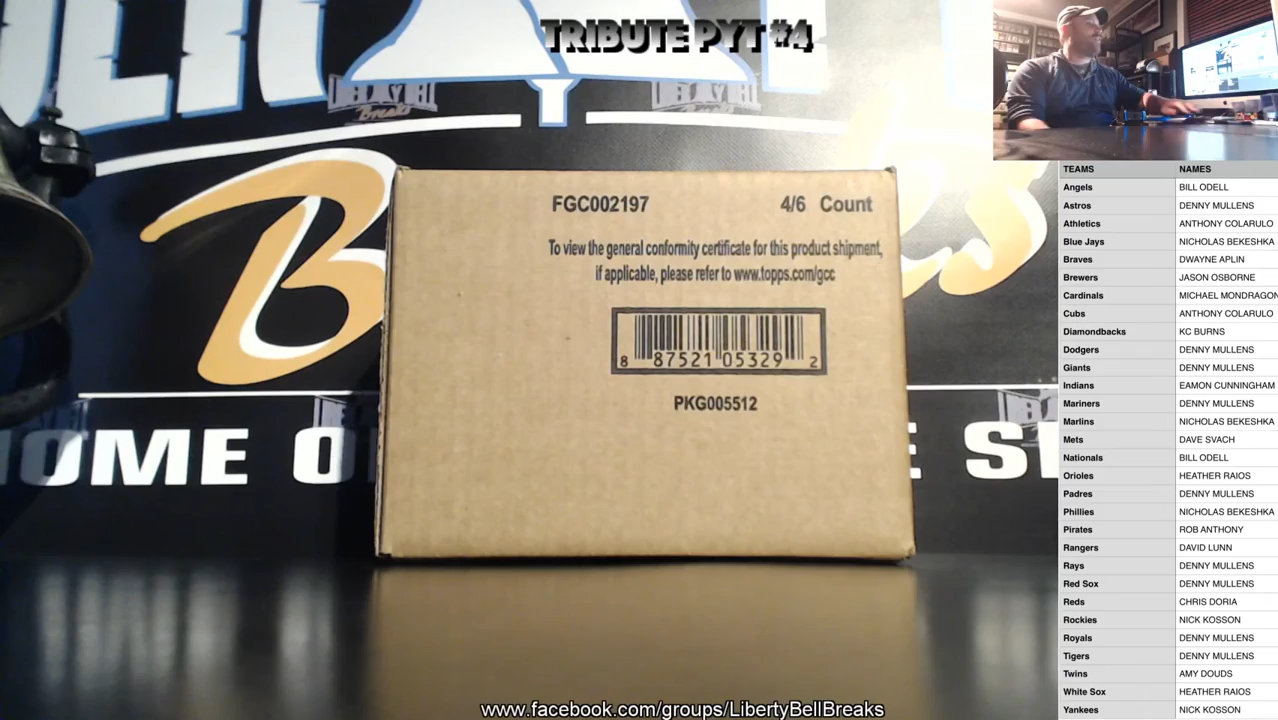 TRIBUTE PYT #4
BAYB
Breaks
FGC002197 4/6 Count
To view the general conformity certificate for this product shipment,
if applicable, please refer to www.topps.com/gcc
8 87521 05329 2
PKG005512
HOME O
E S
TEAMS NAMES
Angels BILL ODELL
Astros DENNY MULLENS
Athletics ANTHONY COLARULO
Blue Jays NICHOLAS BEKESHKA
Braves DWAYNE APLIN
Brewers JASON OSBORNE
Cardinals MICHAEL MONDRAGON
Cubs ANTHONY COLARULO
Diamondbacks KC BURNS
Dodgers DENNY MULLENS
Giants DENNY MULLENS
Indians EAMON CUNNINGHAM
Mariners DENNY MULLENS
Marlins NICHOLAS BEKESHKA
Mets DAVE SVACH
Nationals BILL ODELL
Orioles HEATHER RAIOS
Padres DENNY MULLENS
Phillies NICHOLAS BEKESHKA
Pirates ROB ANTHONY
Rangers DAVID LUNN
Rays DENNY MULLENS
Red Sox DENNY MULLENS
Reds CHRIS DORIA
Rockies NICK KOSSON
Royals DENNY MULLENS
Tigers DENNY MULLENS
Twins AMY DOUDS
White Sox HEATHER RAIOS
Yankees NICK KOSSON
www.facebook.com/groups/LibertyBellBreaks